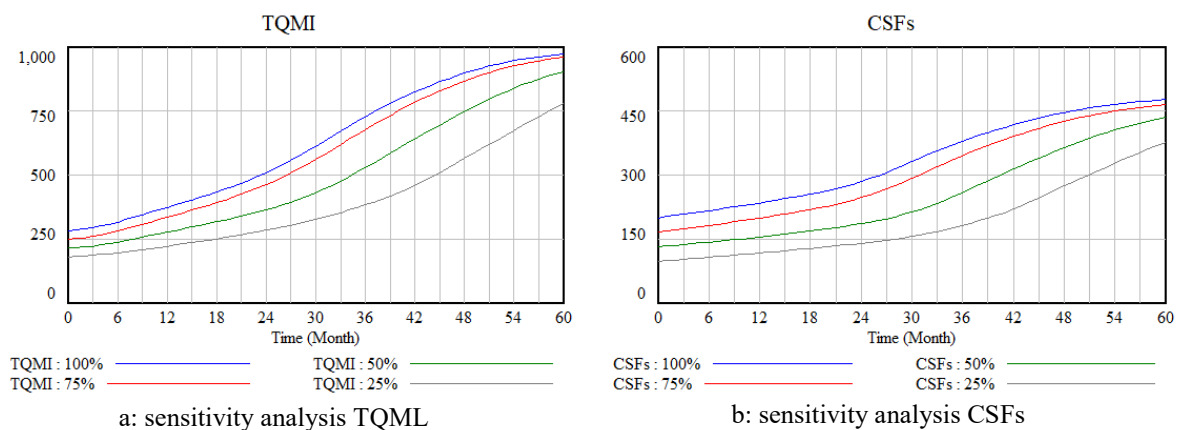 TQMI
1,000
750
500
250
0
0 6 12 18 24 30 36 42 48 54 60
Time (Month)
TQMI : 100%
TQMI : 50%
TQMI : 75%
TQMI : 25%
a: sensitivity analysis TQML
CSFs
600
450
300
150
0
0 6 12 18 24 30 36 42 48 54 60
Time (Month)
CSFs : 100%
CSFs : 50%
CSFs : 75%
CSFs : 25%
b: sensitivity analysis CSFs